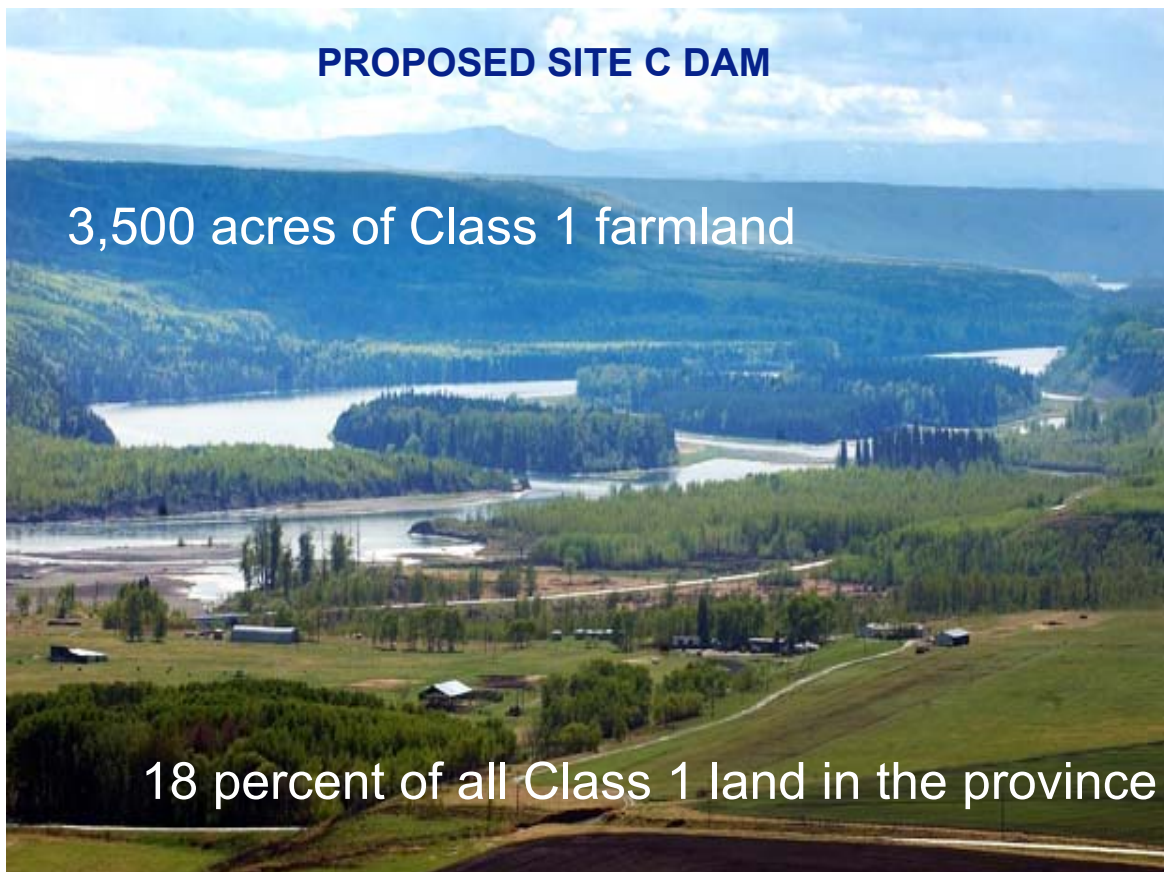 PROPOSED SITE C DAM
3,500 acres of Class 1 farmland
18 percent of all Class 1 land in the province